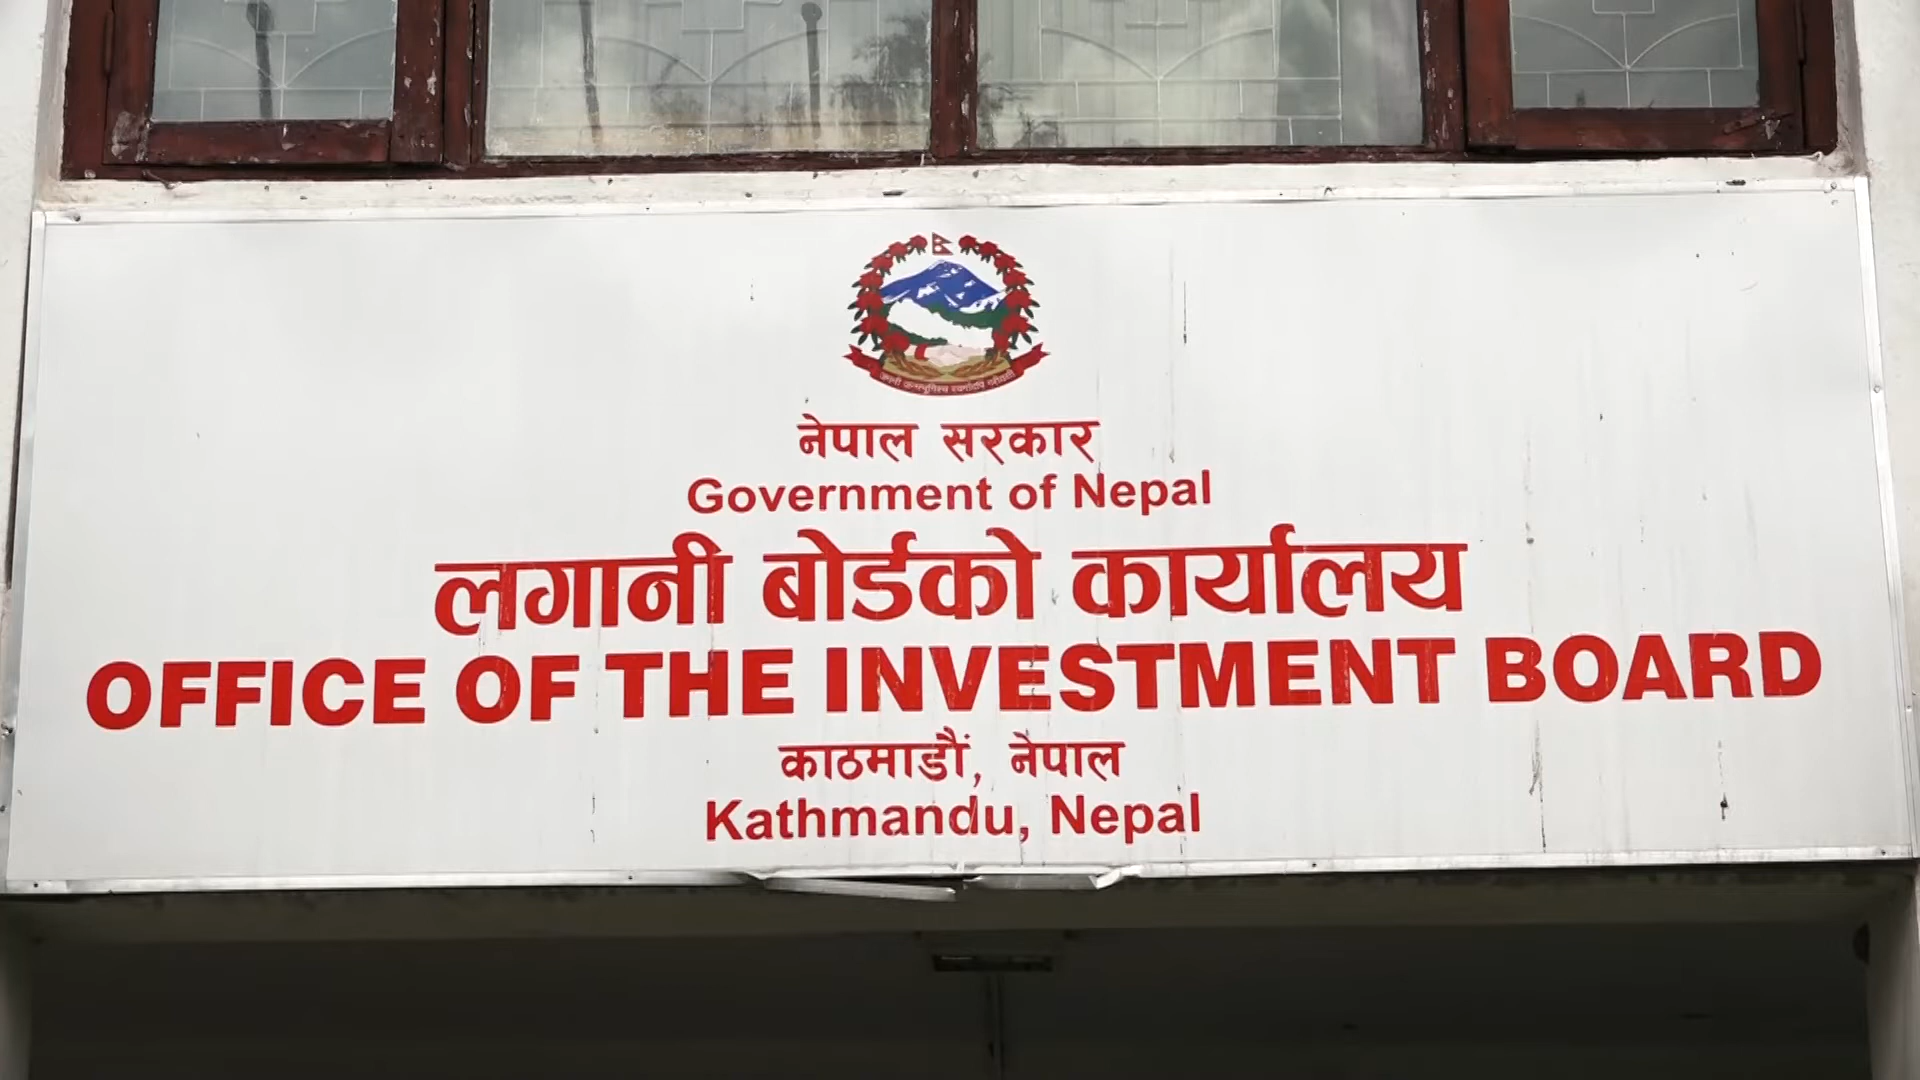 नेपाल सरकार
Government of Nepal
लगानी बोर्डको कार्यालय
OFFICE OF THE INVESTMENT BOARD
काठमाडौं, नेपाल
Kathmandu, Nepal